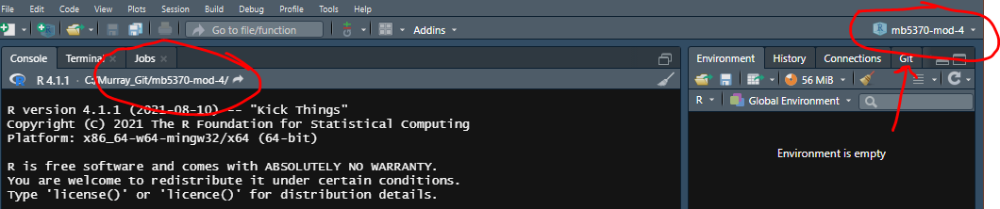 Plots Session Build Debug Profile Tools Help
Go to file/function Addins mb5370-mod-4
Console Terminal Jobs
R 4.1.1 · C:/Murray_Git/mb5370-mod-4/
R version 4.1.1 (2021-08-10) -- "Kick Things"
Copyright (C) 2021 The R Foundation for Statistical Computing
Platform: x86_64-w64-mingw32/x64 (64-bit)
R is free software and comes with ABSOLUTELY NO WARRANTY.
You are welcome to redistribute it under certain conditions.
Type 'license()' or 'licence()' for distribution details.
Environment History Connections Git
56 MiB
R Global Environment
Environment is empty